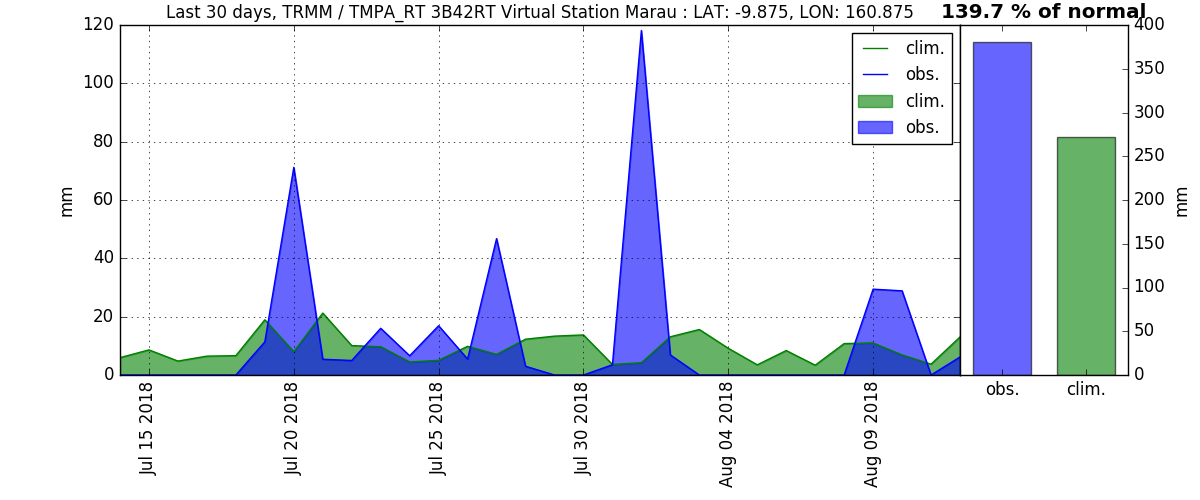 Last 30 days, TRMM / TMPA_RT 3B42RT Virtual Station Marau : LAT: -9.875, LON: 160.875
139.7 % of normal
120
100
80
60
40
20
0
mm
clim.
obs.
clim.
obs.
Jul 15 2018
Jul 20 2018
Jul 25 2018
Jul 30 2018
Aug 04 2018
Aug 09 2018
400
350
300
250
200
150
100
50
0
mm
obs.
clim.